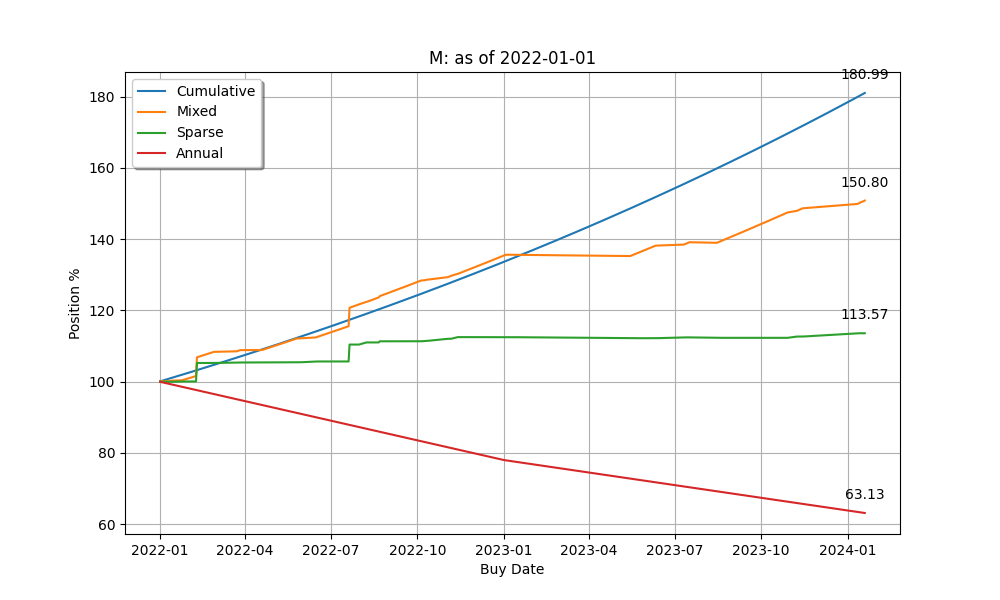 M: as of 2022-01-01
180.99
180
Cumulative
Mixed
Sparse
Annual
160
150.80
140
120
113.57
100
80
63.13
60
Position %
2022-01 2022-04 2022-07 2022-10 2023-01 2023-04 2023-07 2023-10 2024-01
Buy Date